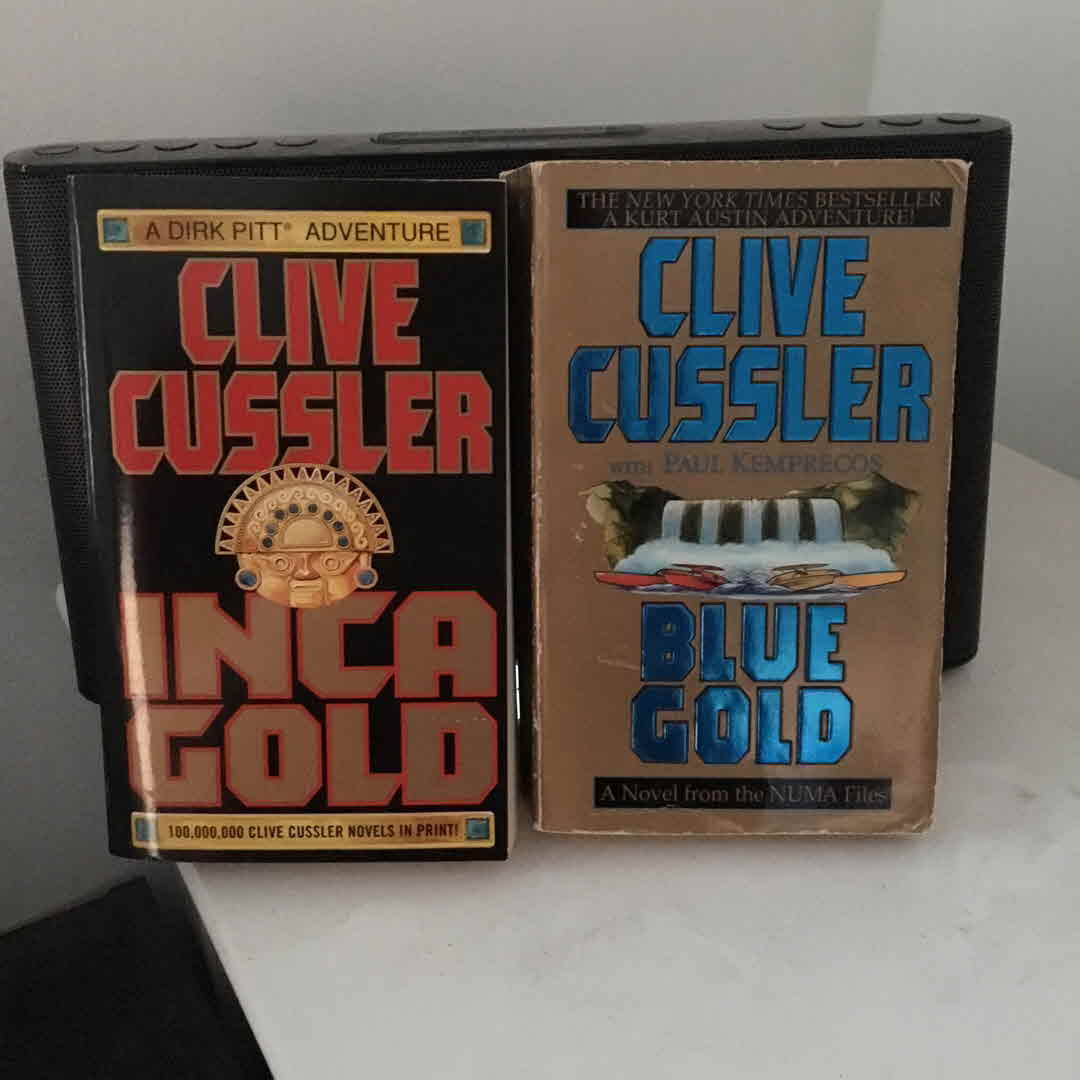 A DIRK PITT® ADVENTURE
CLIVE
CUSSLER
INCA
GOLD
100,000,000 CLIVE CUSSLER NOVELS IN PRINT!
THE NEW YORK TIMES BESTSELLER
A KURT AUSTIN ADVENTURE!
CLIVE
CUSSLER
WITH PAUL KEMPRECOS
BLUE
GOLD
A Novel from the NUMA Files